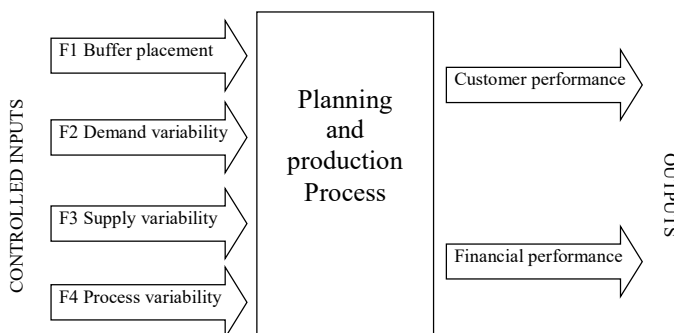 CONTROLLED INPUTS
F1 Buffer placement
F2 Demand variability
F3 Supply variability
F4 Process variability
Planning
and
production
Process
Customer performance
Financial performance
OUTPUTS